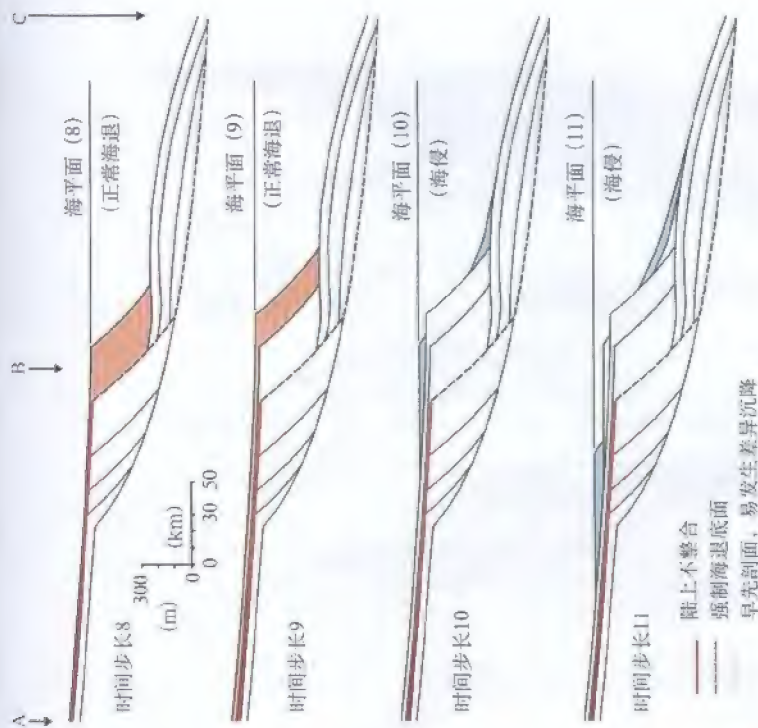 A
B
C
海平面 (8)
(正常海退)
时间步长8
300
(m)
0
(km)
0
30
50
海平面 (9)
(正常海退)
时间步长9
海平面 (10)
(海侵)
时间步长10
海平面 (11)
(海侵)
时间步长11
陆上不整合
强制海退底面
早先剖面，易发生差异沉降